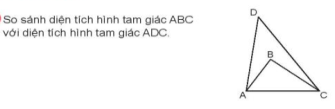 So sánh diện tích hình tam giác ABC
với diện tích hình tam giác ADC.
D
B
A
C